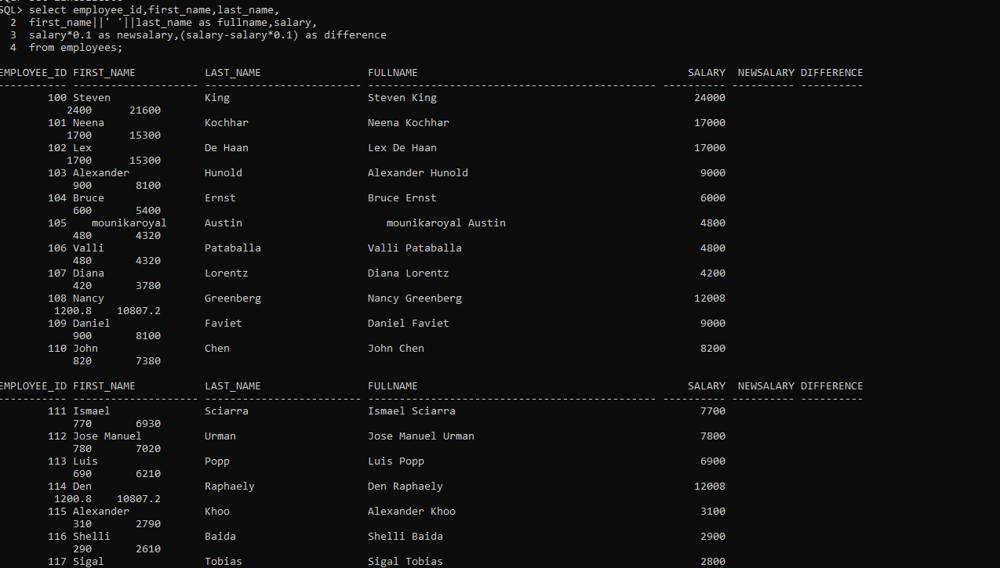 SQL> select employee_id,first_name,last_name,
  2  first_name||' '||last_name as fullname,salary,
  3  salary*0.1 as newsalary,(salary-salary*0.1) as difference
  4  from employees;
EMPLOYEE_ID FIRST_NAME           LAST_NAME                 FULLNAME                                           SALARY  NEWSALARY DIFFERENCE
----------- -------------------- ------------------------- ---------------------------------------------- ---------- ---------- ----------
        100 Steven               King                      Steven King                                         24000
      2400      21600
        101 Neena                Kochhar                   Neena Kochhar                                       17000
      1700      15300
        102 Lex                  De Haan                   Lex De Haan                                         17000
      1700      15300
        103 Alexander            Hunold                    Alexander Hunold                                     9000
       900       8100
        104 Bruce                Ernst                     Bruce Ernst                                          6000
       600       5400
        105    mounikaroyal      Austin                       mounikaroyal Austin                               4800
       480       4320
        106 Valli                Pataballa                 Valli Pataballa                                      4800
       480       4320
        107 Diana                Lorentz                   Diana Lorentz                                        4200
       420       3780
        108 Nancy                Greenberg                 Nancy Greenberg                                     12008
    1200.8    10807.2
        109 Daniel               Faviet                    Daniel Faviet                                        9000
       900       8100
        110 John                 Chen                      John Chen                                            8200
       820       7380
EMPLOYEE_ID FIRST_NAME           LAST_NAME                 FULLNAME                                           SALARY  NEWSALARY DIFFERENCE
----------- -------------------- ------------------------- ---------------------------------------------- ---------- ---------- ----------
        111 Ismael               Sciarra                   Ismael Sciarra                                       7700
       770       6930
        112 Jose Manuel          Urman                     Jose Manuel Urman                                    7800
       780       7020
        113 Luis                 Popp                      Luis Popp                                            6900
       690       6210
        114 Den                  Raphaely                  Den Raphaely                                        12008
    1200.8    10807.2
        115 Alexander            Khoo                      Alexander Khoo                                       3100
       310       2790
        116 Shelli               Baida                     Shelli Baida                                         2900
       290       2610
        117 Sigal                Tobias                    Sigal Tobias                                         2800